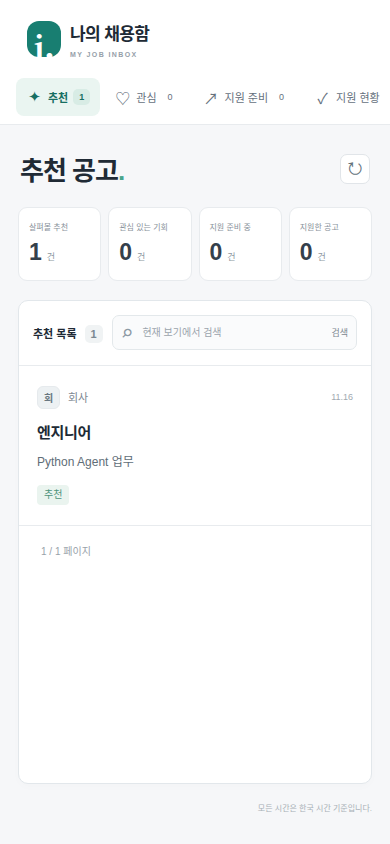 j.
나의 채용함
MY JOB INBOX
✦ 추천 1 ♡ 관심 0 ↗ 지원 준비 0 ✓ 지원 현황
추천 공고.
↻
살펴볼 추천 관심 있는 기회 지원 준비 중 지원한 공고
1 건 0 건 0 건 0 건
추천 목록 1 현재 보기에서 검색 검색
회 회사 11.16
엔지니어
Python Agent 업무
추천
1 / 1 페이지
모든 시간은 한국 시간 기준입니다.